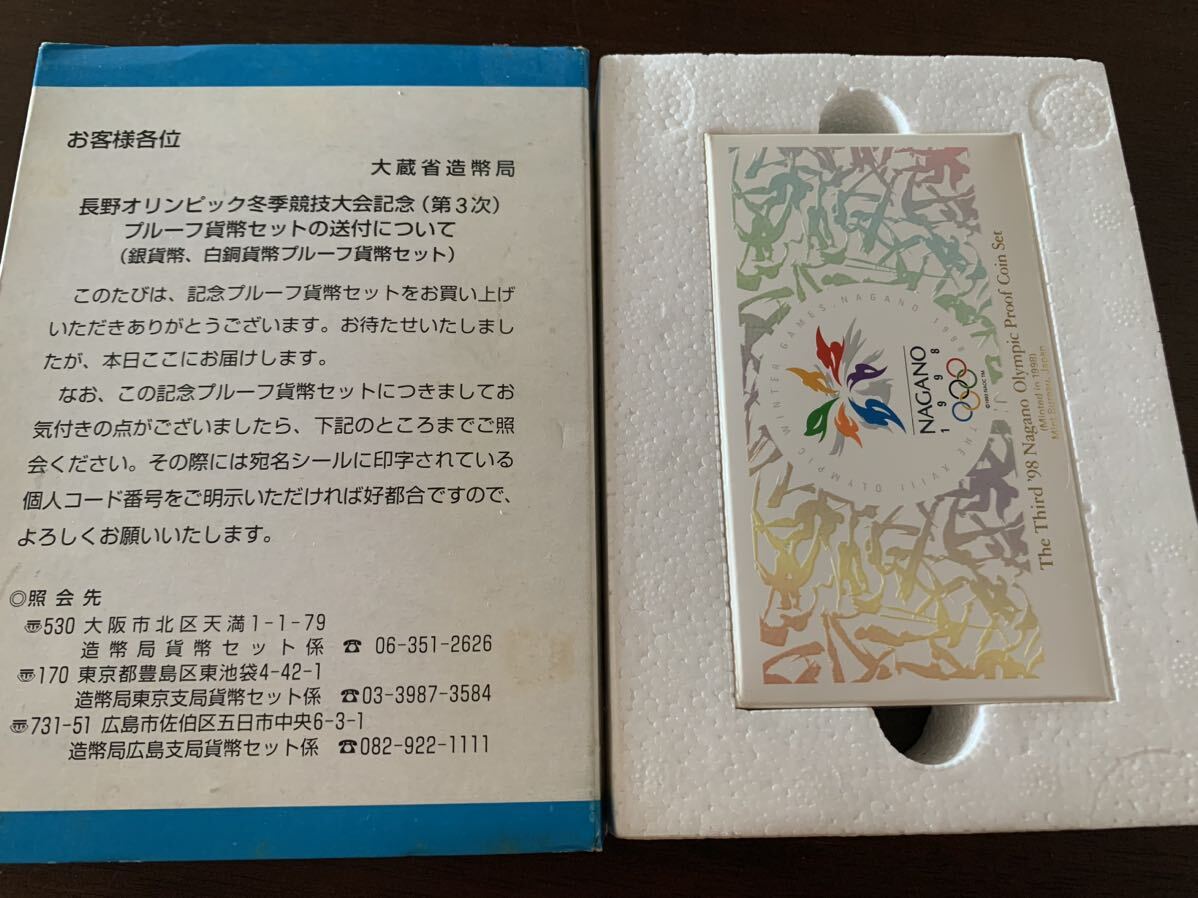 お客様各位
大蔵省造幣局
長野オリンピック冬季競技大会記念(第3次)
プルーフ貨幣セットの送付について
(銀貨幣、白銅貨幣プルーフ貨幣セット)
このたびは、記念プルーフ貨幣セットをお買い上げ
いただきありがとうございます。お待たせいたしまし
たが、本日ここにお届けします。
なお、この記念プルーフ貨幣セットにつきましてお
気付きの点がございましたら、下記のところまでご照
会ください。その際には宛名シールに印字されている
個人コード番号をご明示いただければ好都合ですので、
よろしくお願いいたします。
◎照会先
〠530 大阪市北区天満1-1-79
造幣局貨幣セット係 ☎ 06-351-2626
〠170 東京都豊島区東池袋4-42-1
造幣局東京支局貨幣セット係 ☎03-3987-3584
〠731-51 広島市佐伯区五日市中央6-3-1
造幣局広島支局貨幣セット係 ☎082-922-1111
THE XVIII OLYMPIC WINTER GAMES, NAGANO 1998
NAGANO
1998
The Third '98 Nagano Olympic Proof Coin Set
(Minted in 1998)
Mint Bureau, Japan